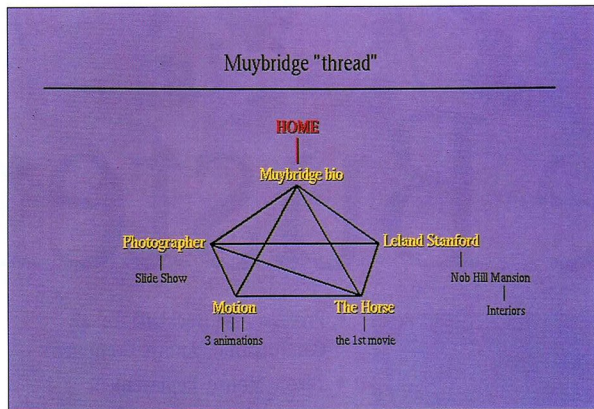 Muybridge "thread"
HOME
Muybridge bio
Photographer
Leland Stanford
Slide Show
Nob Hill Mansion
Motion
The Horse
Interiors
3 animations
the 1st movie